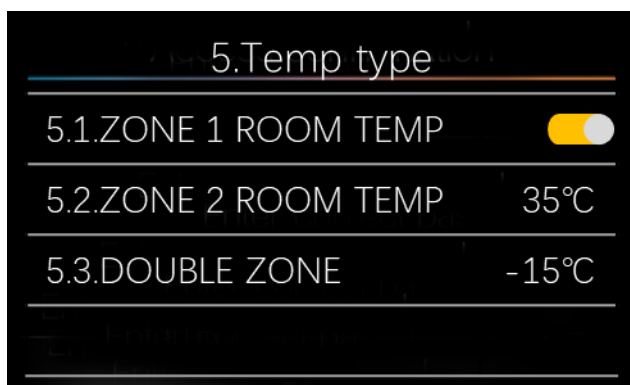 5.Temp type
5.1.ZONE 1 ROOM TEMP
5.2.ZONE 2 ROOM TEMP 35℃
5.3.DOUBLE ZONE -15℃